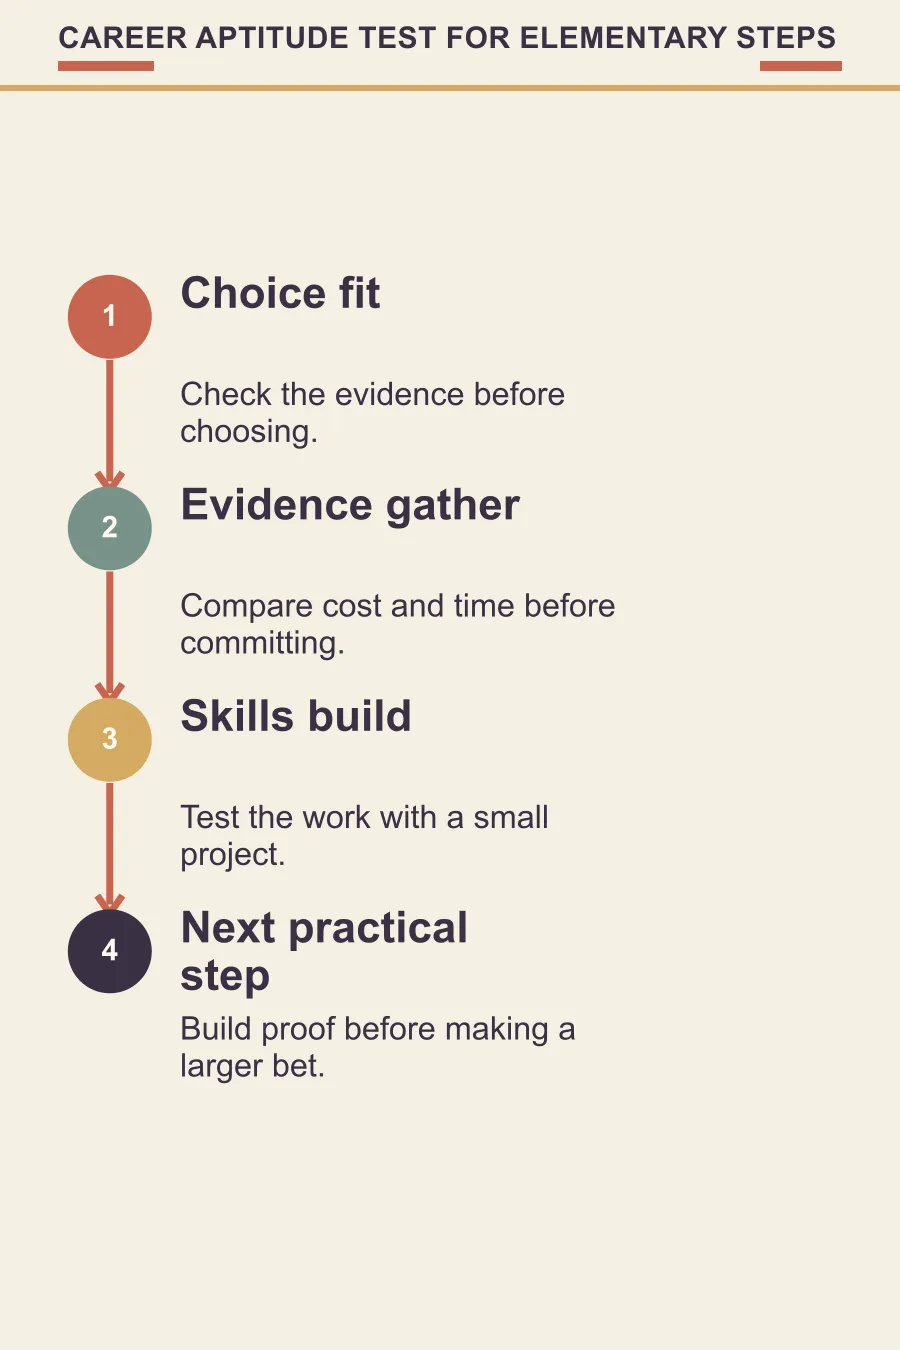 CAREER APTITUDE TEST FOR ELEMENTARY STEPS
1
Choice fit
Check the evidence before
choosing.
2
Evidence gather
Compare cost and time before
committing.
3
Skills build
Test the work with a small
project.
4
Next practical
step
Build proof before making a
larger bet.